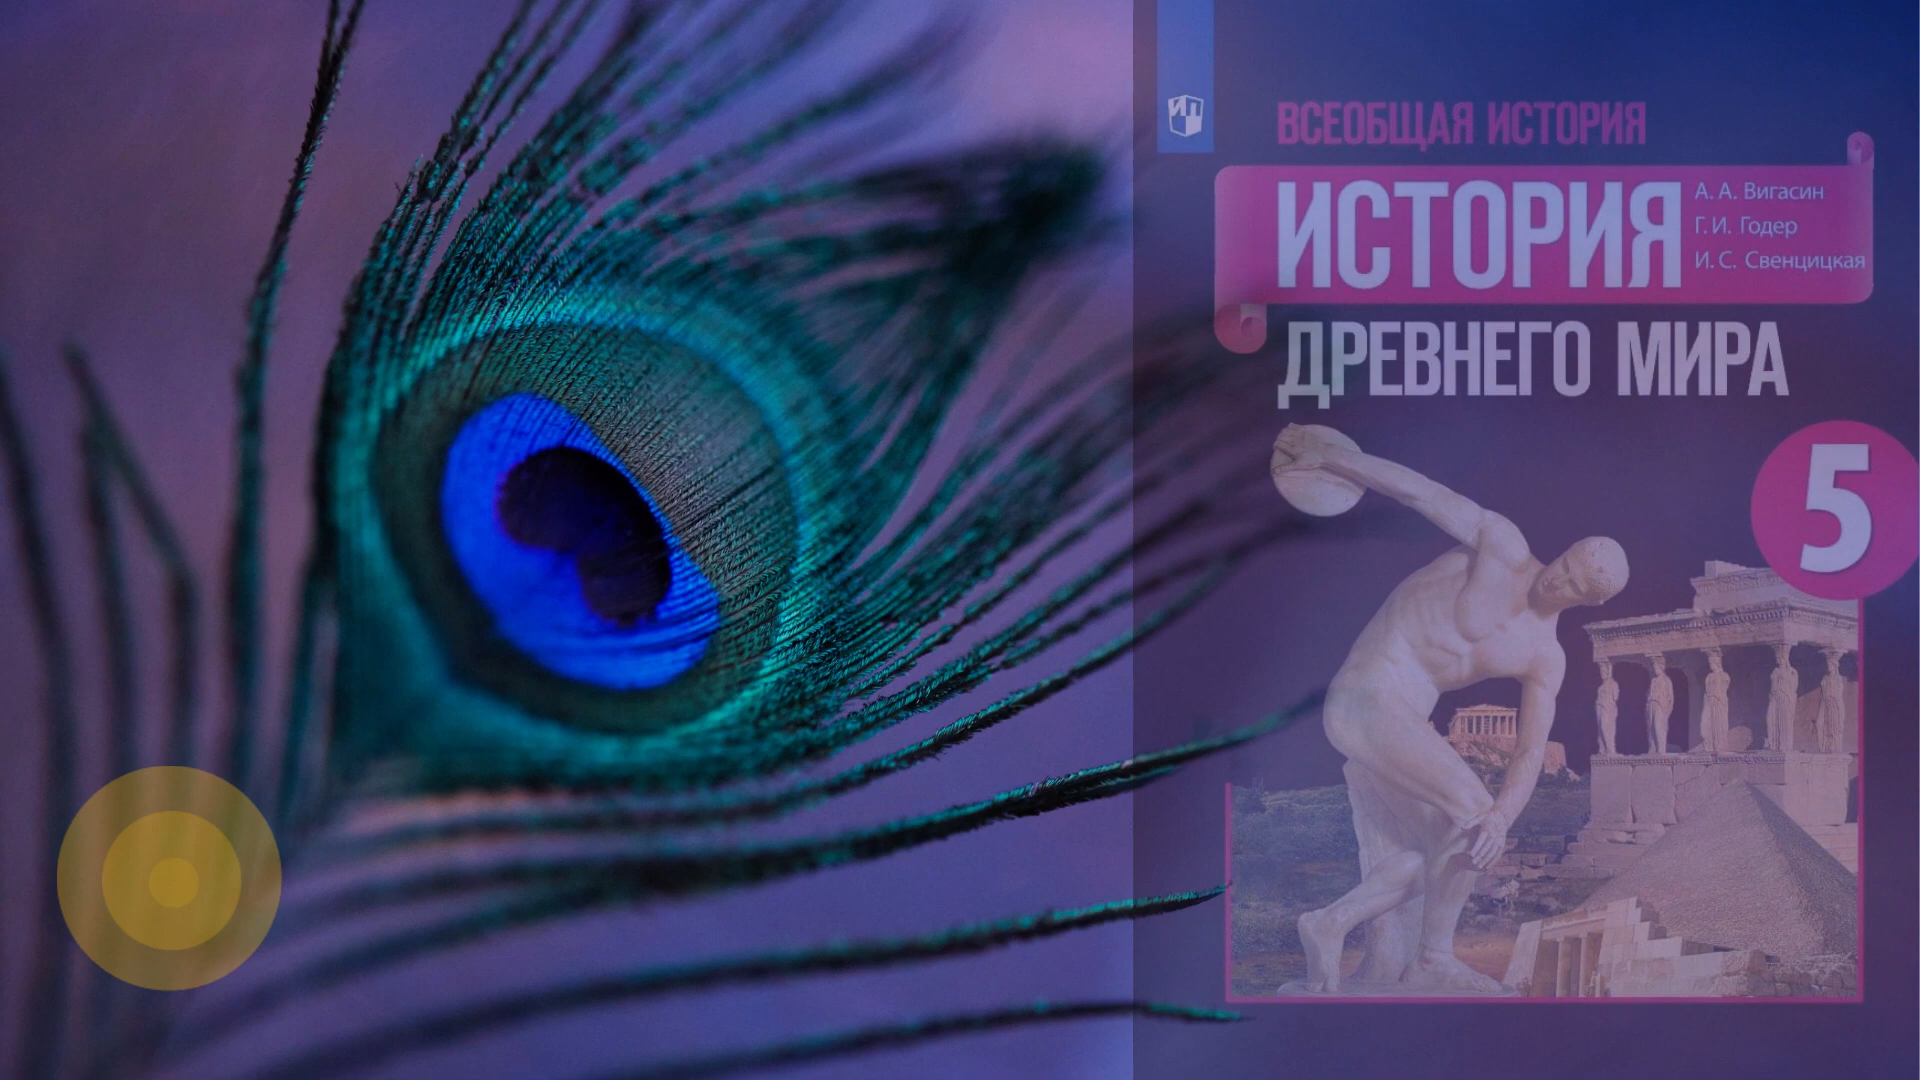 ИП
ВСЕОБЩАЯ ИСТОРИЯ
ИСТОРИЯ
А. А. Вигасин
Г. И. Годер
И. С. Свенцицкая
ДРЕВНЕГО МИРА
5